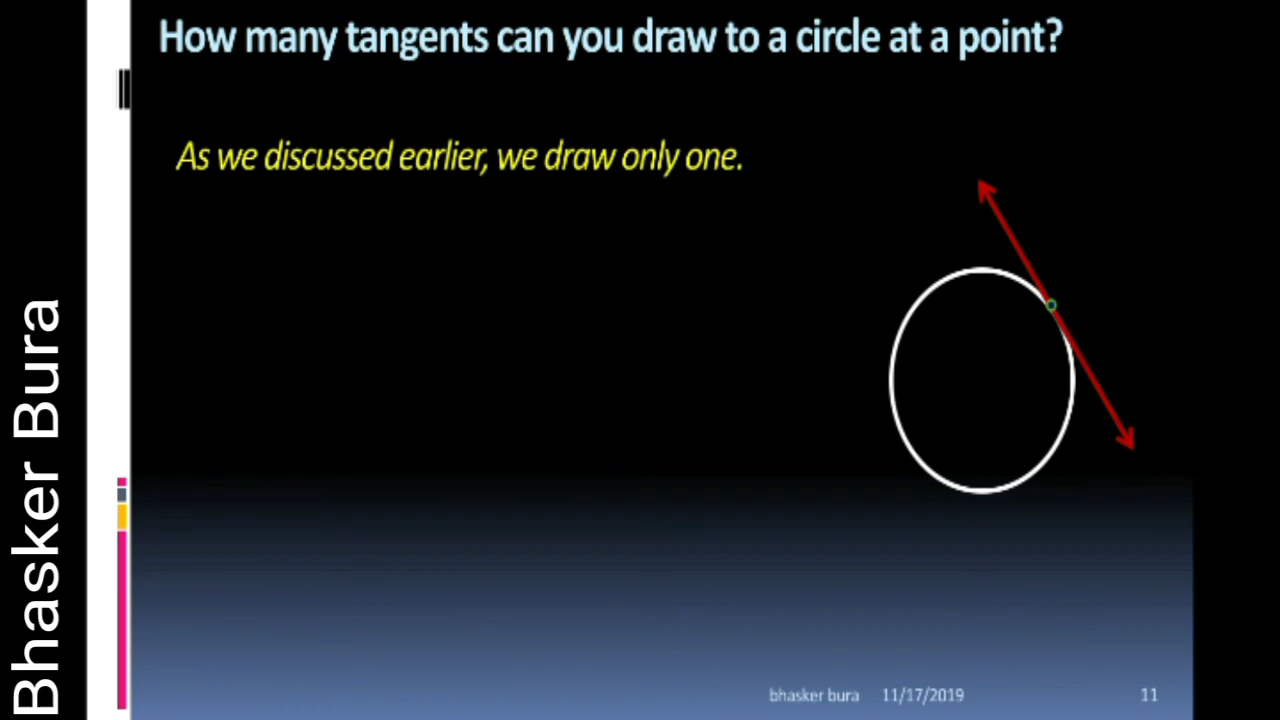 How many tangents can you draw to a circle at a point?
As we discussed earlier, we draw only one.
Bhasker Bura
bhasker bura 11/17/2019 11